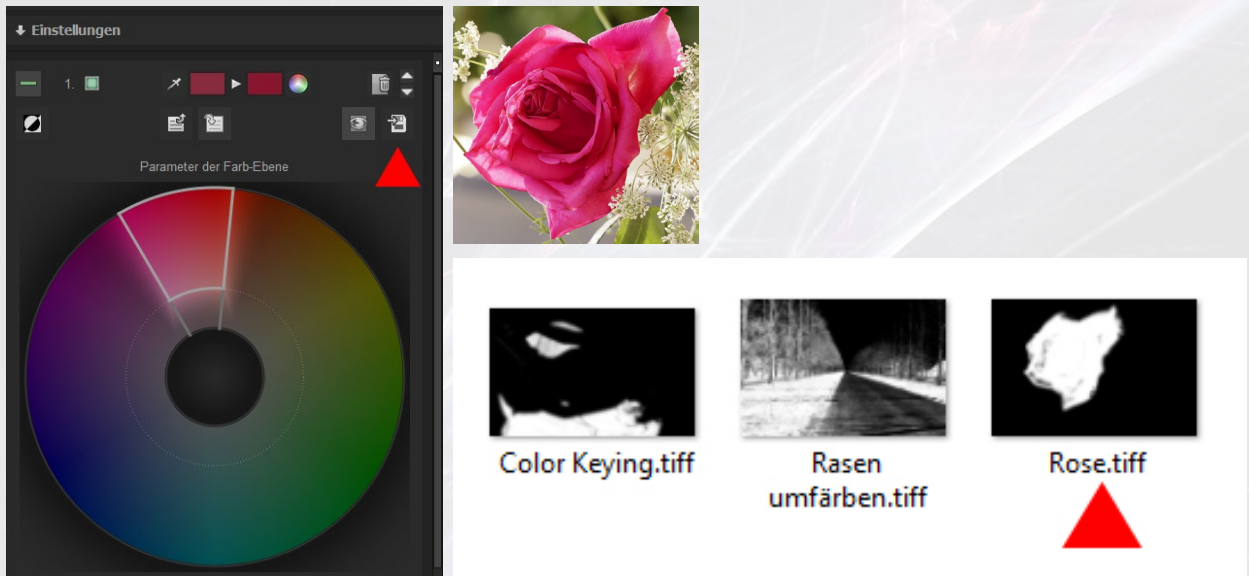 Einstellungen
1.
Parameter der Farb-Ebene
Color Keying.tiff
Rasen
umfärben.tiff
Rose.tiff